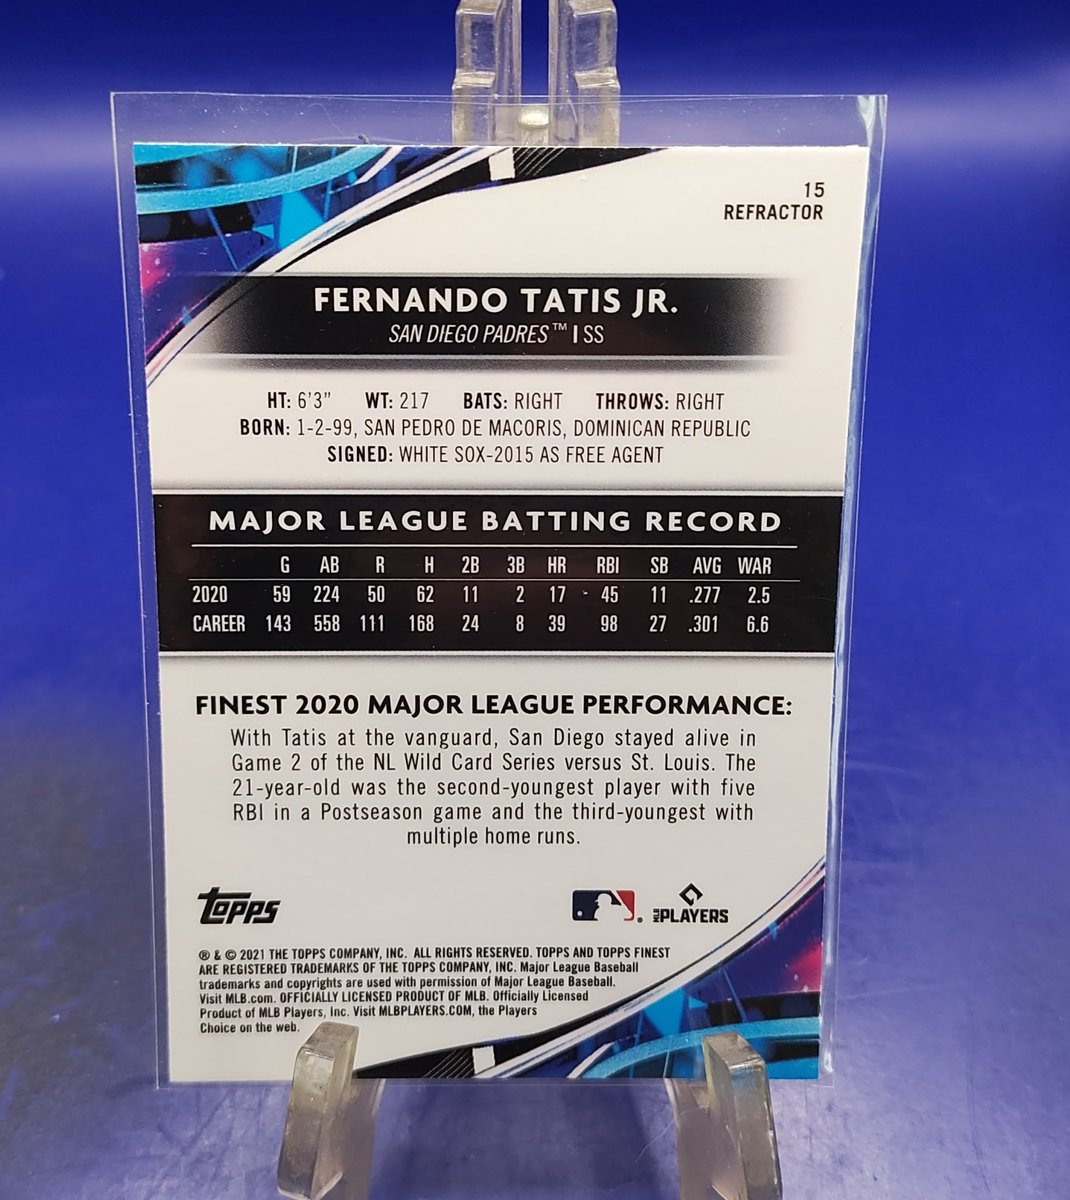 15
REFRACTOR
FERNANDO TATIS JR.
SAN DIEGO PADRES™ | SS
HT: 6'3" WT: 217 BATS: RIGHT THROWS: RIGHT
BORN: 1-2-99, SAN PEDRO DE MACORIS, DOMINICAN REPUBLIC
SIGNED: WHITE SOX-2015 AS FREE AGENT
MAJOR LEAGUE BATTING RECORD
G AB R H 2B 3B HR RBI SB AVG WAR
2020 59 224 50 62 11 2 17 45 11 .277 2.5
CAREER 143 558 111 168 24 8 39 98 27 .301 6.6
FINEST 2020 MAJOR LEAGUE PERFORMANCE:
With Tatis at the vanguard, San Diego stayed alive in
Game 2 of the NL Wild Card Series versus St. Louis. The
21-year-old was the second-youngest player with five
RBI in a Postseason game and the third-youngest with
multiple home runs.
Topps
MLB PLAYERS
® & © 2021 THE TOPPS COMPANY, INC. ALL RIGHTS RESERVED. TOPPS AND TOPPS FINEST
ARE REGISTERED TRADEMARKS OF THE TOPPS COMPANY, INC. Major League Baseball
trademarks and copyrights are used with permission of Major League Baseball.
Visit MLB.com. OFFICIALLY LICENSED PRODUCT OF MLB. Officially Licensed
Product of MLB Players, Inc. Visit MLBPLAYERS.COM, the Players
Choice on the web.